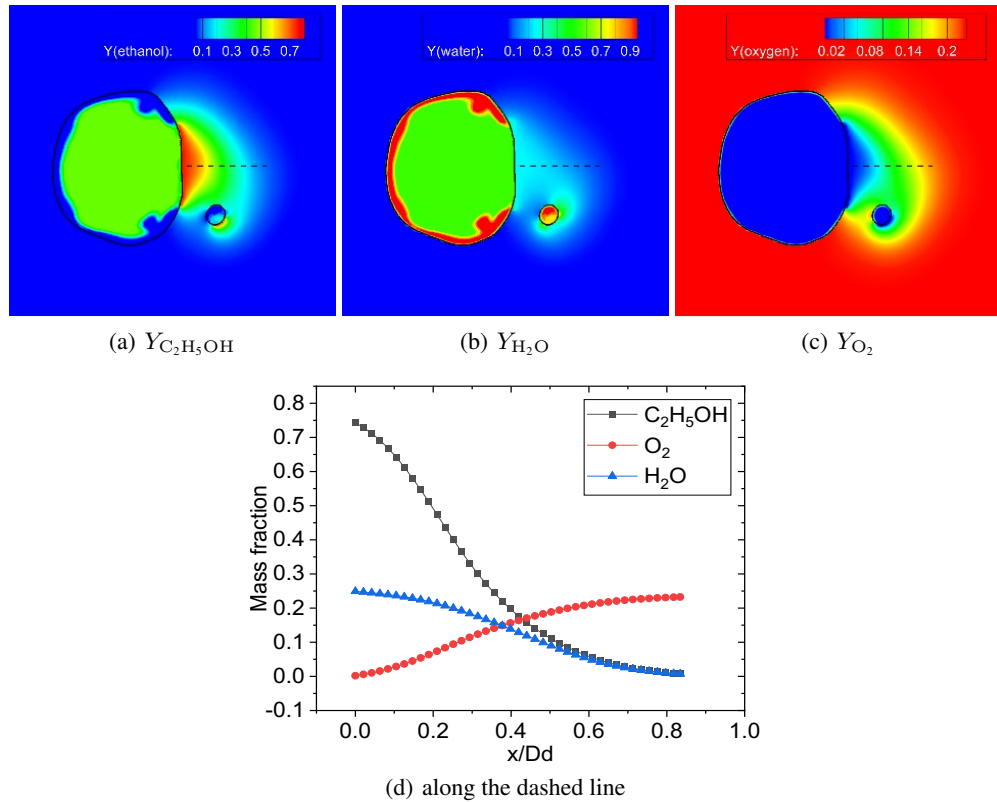 Y(ethanol): 0.1 0.3 0.5 0.7
Y(water): 0.1 0.3 0.5 0.7 0.9
Y(oxygen): 0.02 0.08 0.14 0.2
(a) Y_{C₂H₅OH}
(b) Y_{H₂O}
(c) Y_{O₂}
0.8
0.7
0.6
0.5
0.4
0.3
0.2
0.1
0.0
-0.1
Mass fraction
C₂H₅OH
O₂
H₂O
0.0 0.2 0.4 0.6 0.8 1.0
x/Dd
(d) along the dashed line